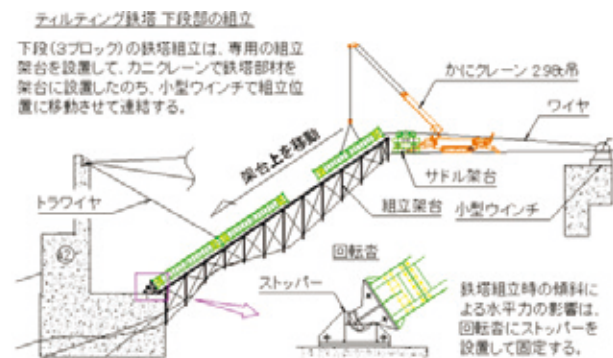 ティルティング鉄塔 下段部の組立
下段(3ブロック)の鉄塔組立は、専用の組立
架台を設置して、カニクレーンで鉄塔部材を
架台に設置したのち、小型ウインチで組立位
置に移動させて連結する。
かにクレーン 2.98t吊
ワイヤ
架台上を移動
サドル架台
トラワイヤ
組立架台
小型ウインチ
回転沓
ストッパー
鉄塔組立時の傾斜に
よる水平力の影響は、
回転沓にストッパーを
設置して固定する。